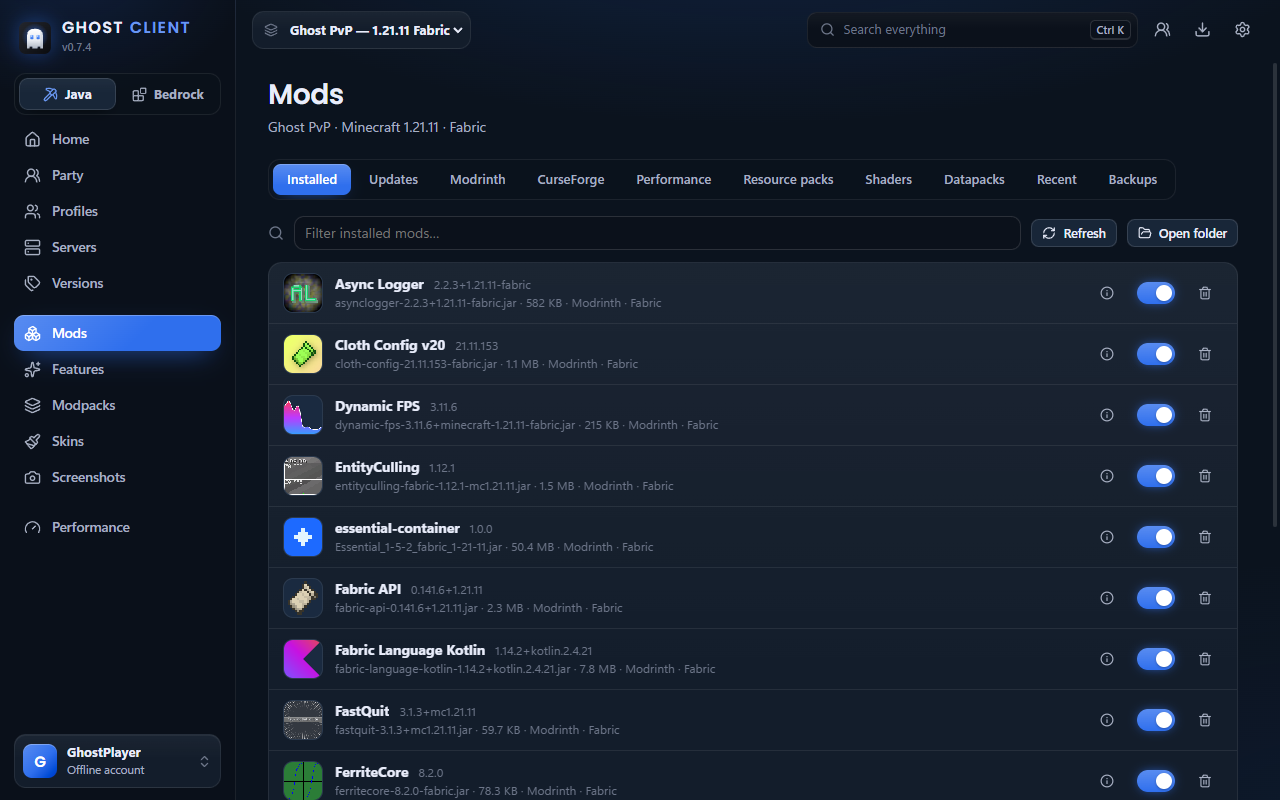 GHOST CLIENT
v0.7.4
Ghost PvP — 1.21.11 Fabric
Search everything
Ctrl K
Java
Bedrock
Home
Party
Profiles
Servers
Versions
Mods
Features
Modpacks
Skins
Screenshots
Performance
GhostPlayer
Offline account
G
Mods
Ghost PvP · Minecraft 1.21.11 · Fabric
Installed
Updates
Modrinth
CurseForge
Performance
Resource packs
Shaders
Datapacks
Recent
Backups
Filter installed mods...
Refresh
Open folder
AL
Async Logger 2.2.3+1.21.11-fabric
asynclogger-2.2.3+1.21.11-fabric.jar · 582 KB · Modrinth · Fabric
Cloth Config v20 21.11.153
cloth-config-21.11.153-fabric.jar · 1.1 MB · Modrinth · Fabric
Dynamic FPS 3.11.6
dynamic-fps-3.11.6+minecraft-1.21.11-fabric.jar · 215 KB · Modrinth · Fabric
EntityCulling 1.12.1
entityculling-fabric-1.12.1-mc1.21.11.jar · 1.5 MB · Modrinth · Fabric
essential-container 1.0.0
Essential_1-5-2_fabric_1-21-11.jar · 50.4 MB · Modrinth · Fabric
Fabric API 0.141.6+1.21.11
fabric-api-0.141.6+1.21.11.jar · 2.3 MB · Modrinth · Fabric
Fabric Language Kotlin 1.14.2+kotlin.2.4.21
fabric-language-kotlin-1.14.2+kotlin.2.4.21.jar · 7.8 MB · Modrinth · Fabric
FastQuit 3.1.3+mc1.21.11
fastquit-3.1.3+mc1.21.11.jar · 59.7 KB · Modrinth · Fabric
FerriteCore 8.2.0
ferritecore-8.2.0-fabric.jar · 78.3 KB · Modrinth · Fabric